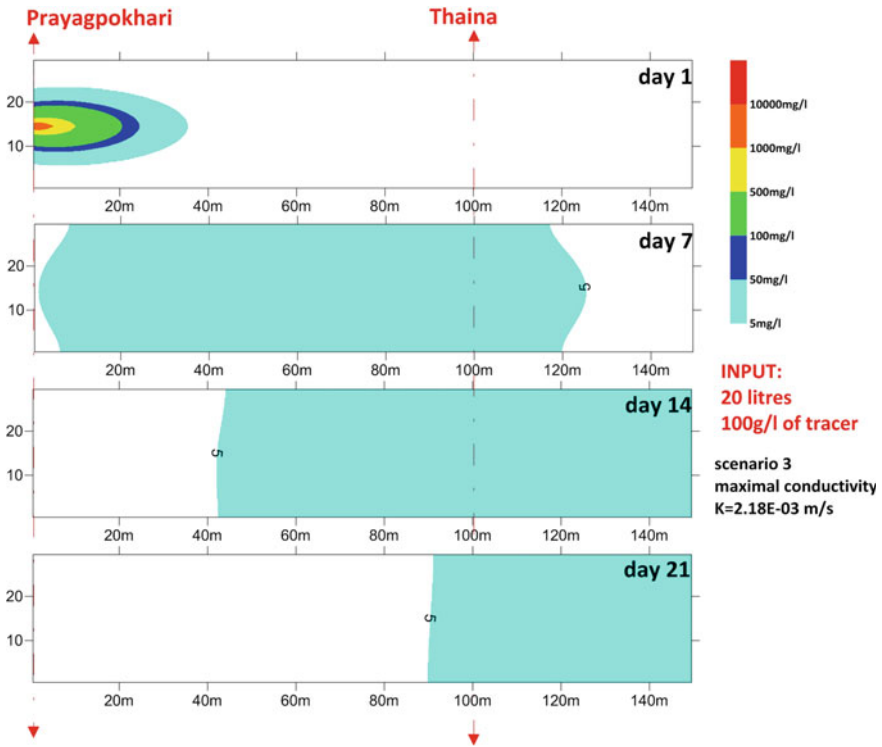 Prayagpokhari
Thaina
day 1
20
10
20m 40m 60m 80m 100m 120m 140m
day 7
20
10
5
20m 40m 60m 80m 100m 120m 140m
day 14
20
10
5
20m 40m 60m 80m 100m 120m 140m
day 21
20
10
5
20m 40m 60m 80m 100m 120m 140m
10000mg/l
1000mg/l
500mg/l
100mg/l
50mg/l
5mg/l
INPUT:
20 litres
100g/l of tracer
scenario 3
maximal conductivity
K=2.18E-03 m/s